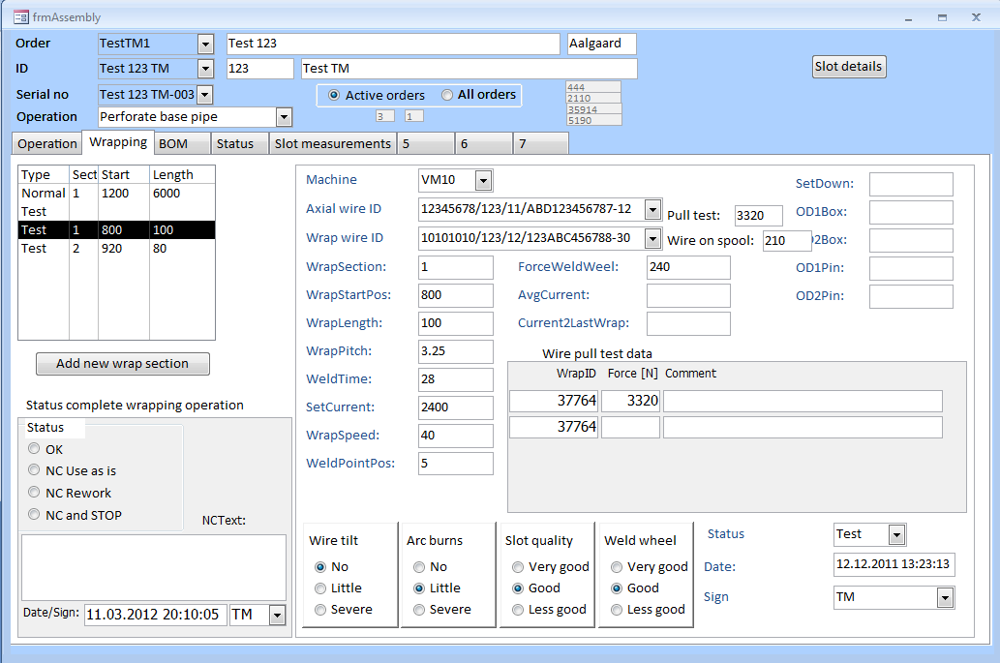 frmAssembly
Order TestTM1 Test 123 Aalgaard
ID Test 123 TM 123 Test TM Slot details
Serial no Test 123 TM-003 Active orders All orders 444
2110
35914
Operation Perforate base pipe 3 1 5190
Operation Wrapping BOM Status Slot measurements 5 6 7
Type Sect Start Length
Normal 1 1200 6000
Test
Test 1 800 100
Test 2 920 80
Add new wrap section
Status complete wrapping operation
Status
OK
NC Use as is
NC Rework
NC and STOP
NCText:
Date/Sign: 11.03.2012 20:10:05 TM
Machine VM10
Axial wire ID 12345678/123/11/ABD123456787-12 Pull test: 3320
Wrap wire ID 10101010/123/12/123ABC456788-30 Wire on spool: 210
WrapSection: 1 ForceWeldWeel: 240
WrapStartPos: 800 AvgCurrent:
WrapLength: 100 Current2LastWrap:
WrapPitch: 3.25
WeldTime: 28
SetCurrent: 2400
WrapSpeed: 40
WeldPointPos: 5
SetDown:
OD1Box:
D2Box:
OD1Pin:
OD2Pin:
Wire pull test data
WrapID Force [N] Comment
37764 3320
37764
Wire tilt
No
Little
Severe
Arc burns
No
Little
Severe
Slot quality
Very good
Good
Less good
Weld wheel
Very good
Good
Less good
Status Test
Date: 12.12.2011 13:23:13
Sign TM